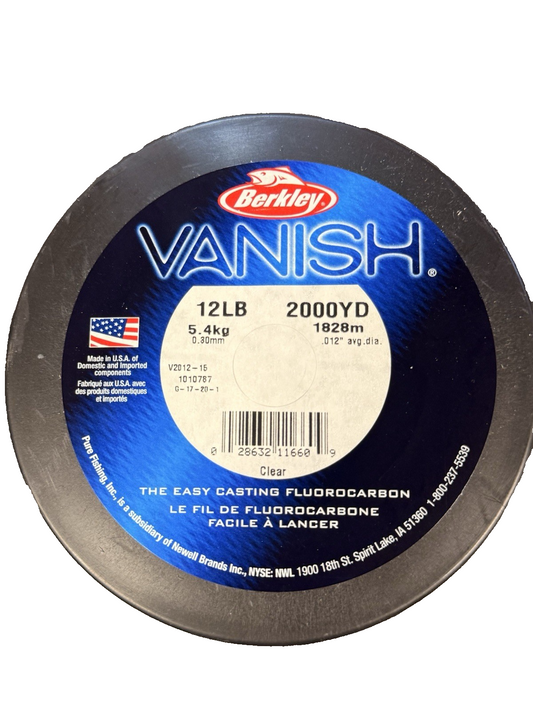 Berkley
VANISH®
12LB 2000YD
5.4kg 1828m
0.30mm .012" avg.dia.
Made in U.S.A. of
Domestic and Imported
components
Fabriqué aux U.S.A. avec
des produits domestiques
et importés
V2012-15
1010767
0-17-20-1
0 28632 11660 9
Clear
THE EASY CASTING FLUOROCARBON
LE FIL DE FLUOROCARBONE
FACILE À LANCER
Pure Fishing, Inc., is a subsidiary of Newell Brands Inc., NYSE: NWL 1900 18th St. Spirit Lake, IA 51360 1-800-237-5539